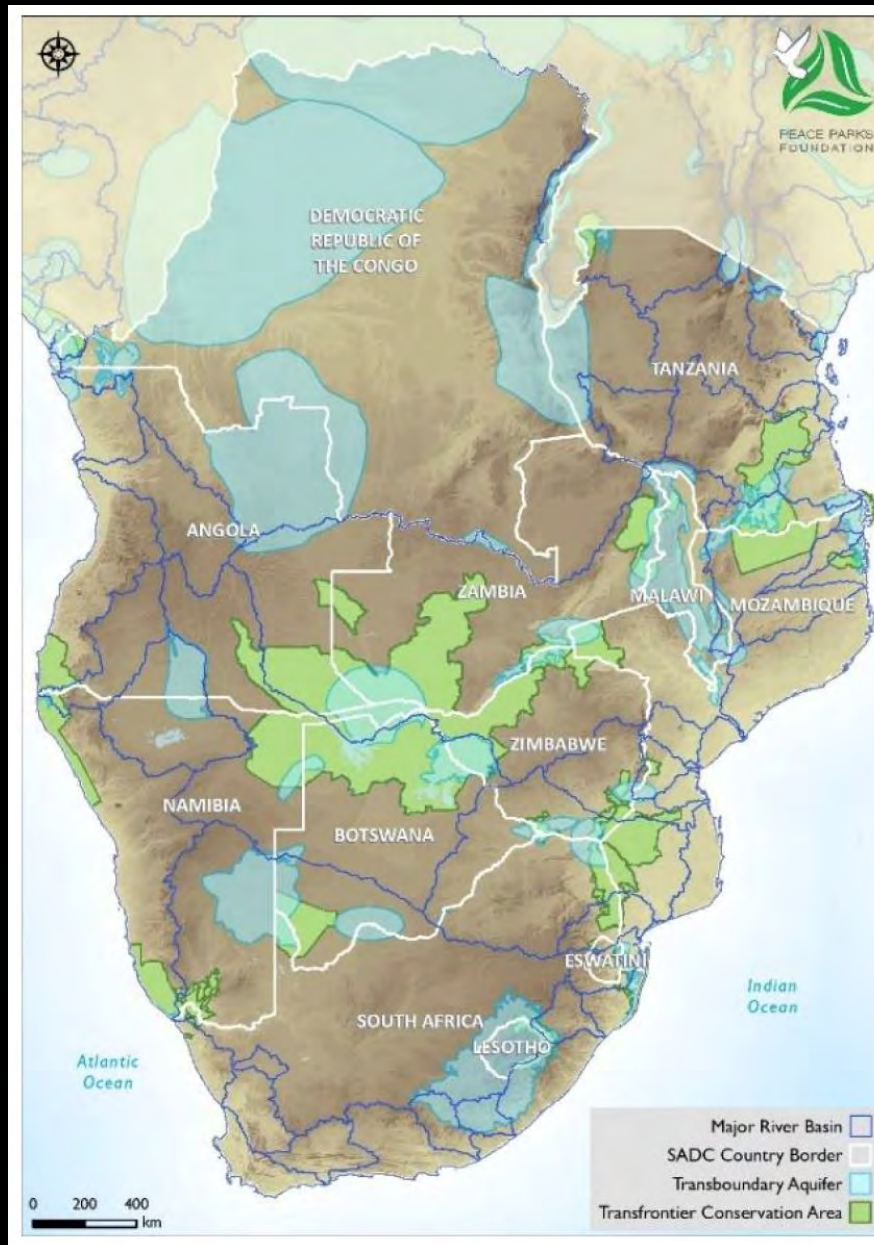 PEACE PARKS
FOUNDATION
DEMOCRATIC
REPUBLIC OF
THE CONGO
TANZANIA
ANGOLA
ZAMBIA
MALAWI
MOZAMBIQUE
ZIMBABWE
NAMIBIA
BOTSWANA
ESWATINI
Indian
Ocean
SOUTH AFRICA
LESOTHO
Atlantic
Ocean
Major River Basin
SADC Country Border
Transboundary Aquifer
Transfrontier Conservation Area
0 200 400
km